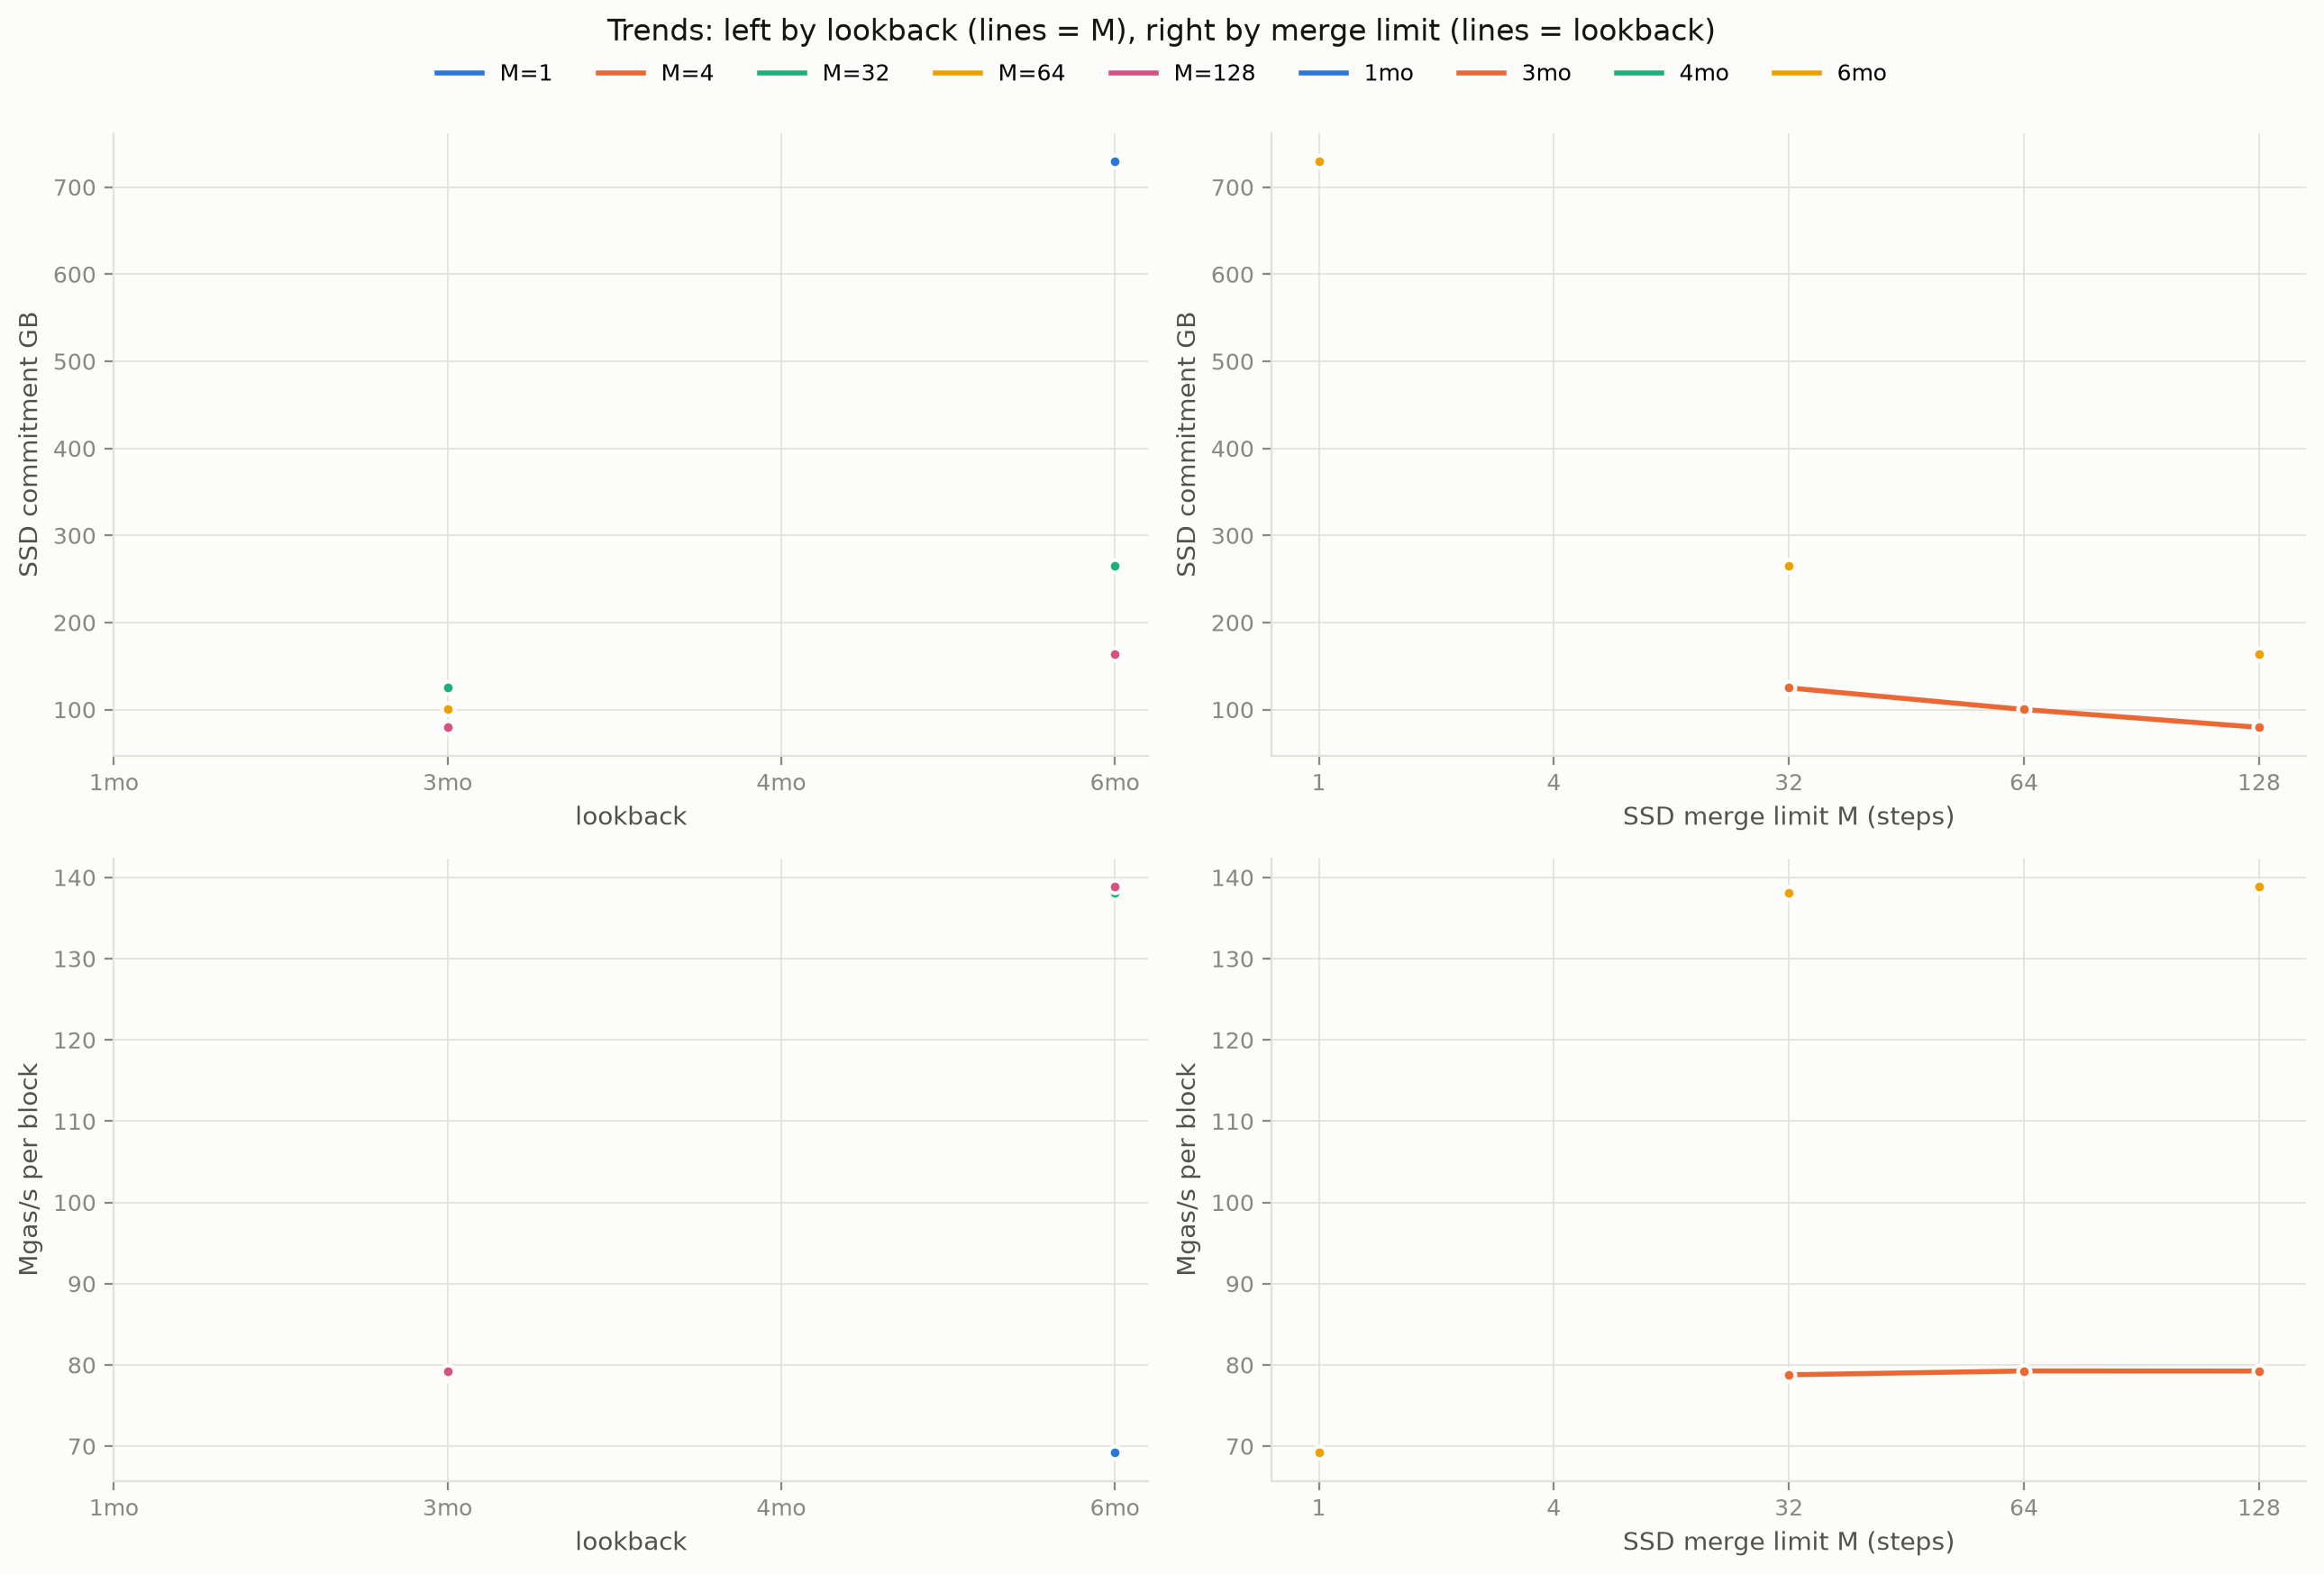 Trends: left by lookback (lines = M), right by merge limit (lines = lookback)
M=1 M=4 M=32 M=64 M=128 1mo 3mo 4mo 6mo
SSD commitment GB
700
600
500
400
300
200
100
1mo 3mo 4mo 6mo
lookback
SSD commitment GB
700
600
500
400
300
200
100
1 4 32 64 128
SSD merge limit M (steps)
Mgas/s per block
140
130
120
110
100
90
80
70
1mo 3mo 4mo 6mo
lookback
Mgas/s per block
140
130
120
110
100
90
80
70
1 4 32 64 128
SSD merge limit M (steps)